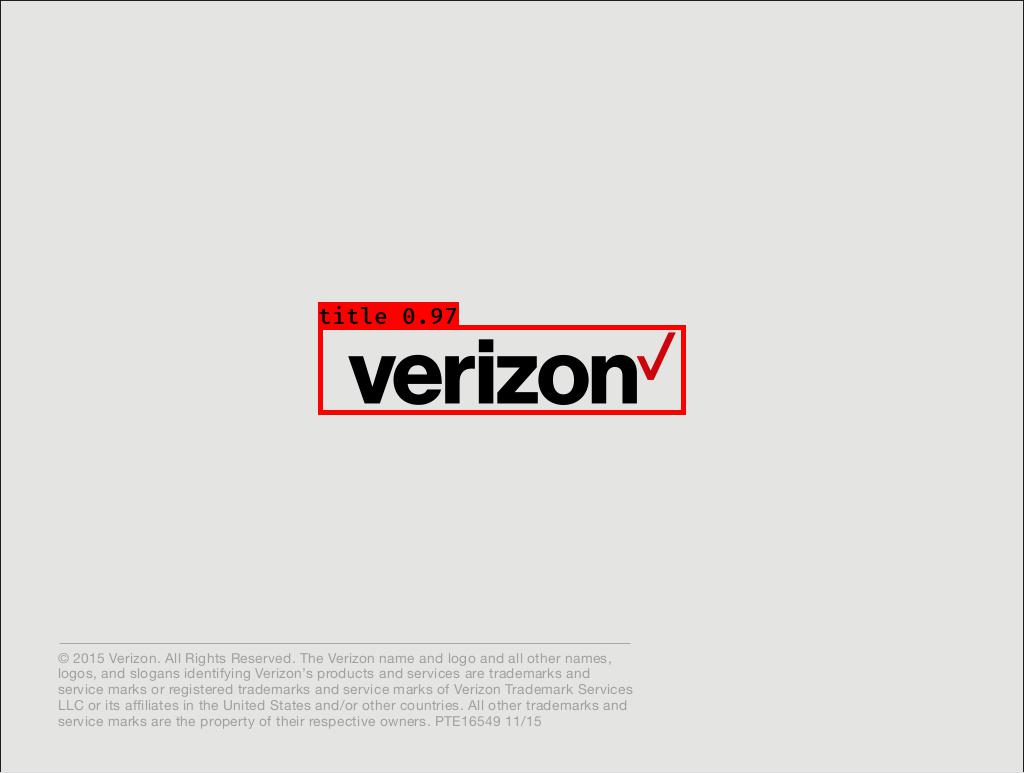 title 0.97
verizon
© 2015 Verizon. All Rights Reserved. The Verizon name and logo and all other names,
logos, and slogans identifying Verizon's products and services are trademarks and
service marks or registered trademarks and service marks of Verizon Trademark Services
LLC or its affiliates in the United States and/or other countries. All other trademarks and
service marks are the property of their respective owners. PTE16549 11/15